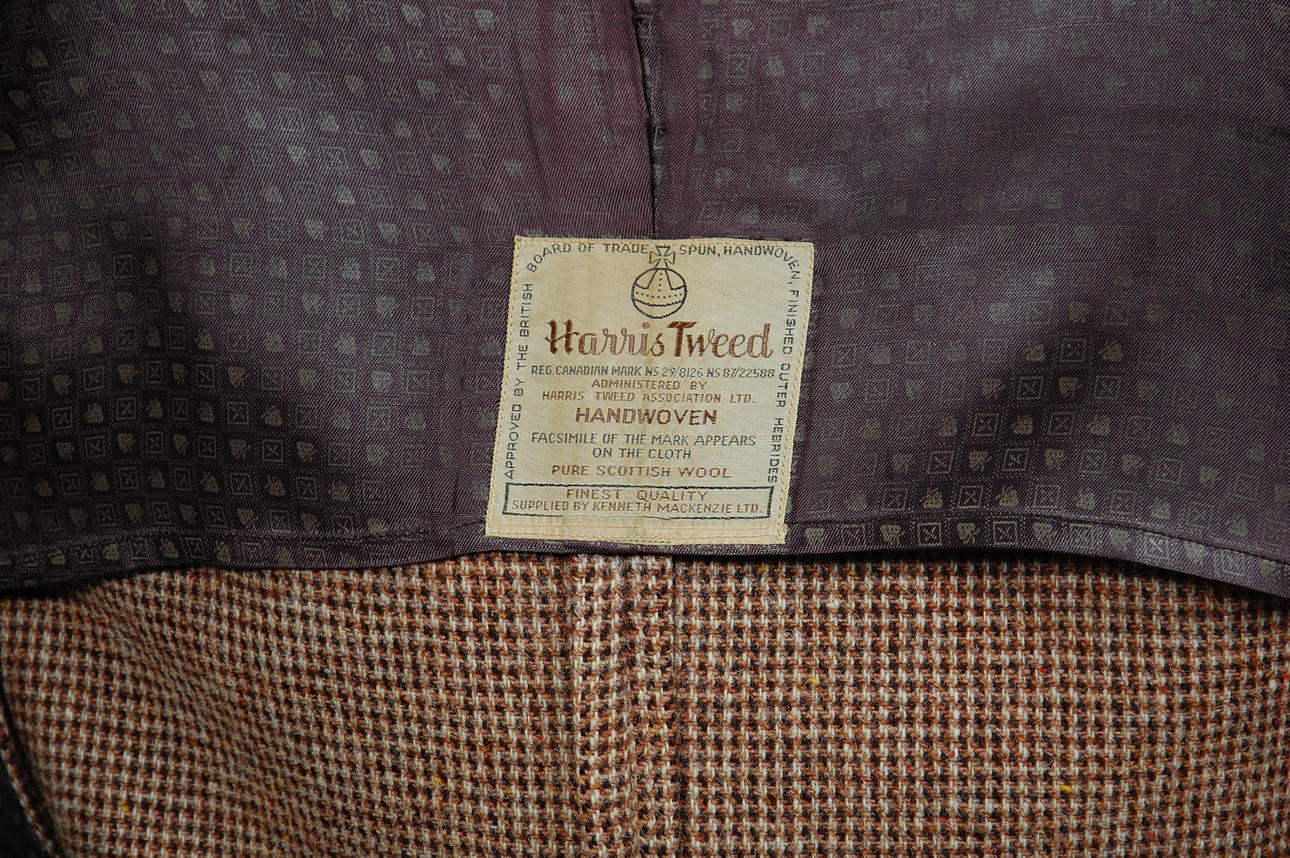 APPROVED BY THE BRITISH BOARD OF TRADE SPUN, HANDWOVEN, FINISHED OUTER HEBRIDES
Harris Tweed
REG. CANADIAN MARK NS 29/8126 NS 87/22588
ADMINISTERED BY
HARRIS TWEED ASSOCIATION LTD.
HANDWOVEN
FACSIMILE OF THE MARK APPEARS
ON THE CLOTH
PURE SCOTTISH WOOL
FINEST QUALITY
SUPPLIED BY KENNETH MACKENZIE LTD.